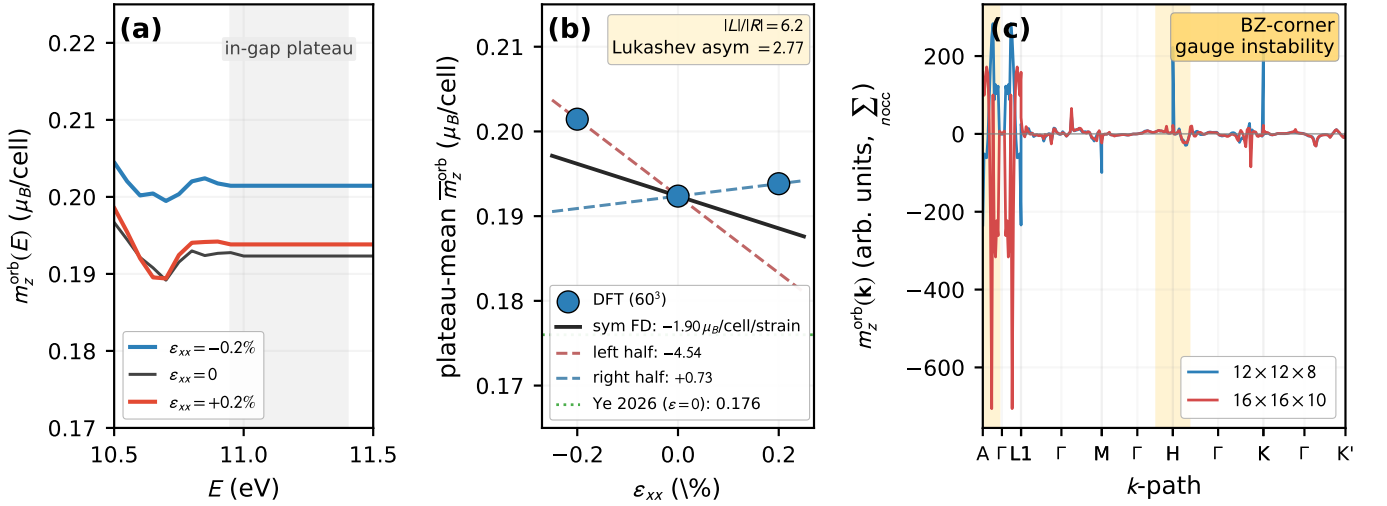 (a)
in-gap plateau
0.22
0.21
0.20
0.19
0.18
0.17
m_z^orb(E) (μ_B/cell)
ε_xx=−0.2%
ε_xx=0
ε_xx=+0.2%
10.5
11.0
11.5
E (eV)
(b)
|L|/|R|=6.2
Lukashev asym =2.77
0.21
0.20
0.19
0.18
0.17
plateau-mean m̅_z^orb (μ_B/cell)
DFT (60³)
sym FD: −1.90 μ_B/cell/strain
left half: −4.54
right half: +0.73
Ye 2026 (ε=0): 0.176
−0.2
0.0
0.2
ε_xx (\%)
(c)
BZ-corner
gauge instability
200
0
−200
−400
−600
m_z^orb(k) (arb. units, ∑_nocc)
12×12×8
16×16×10
A
Γ
L1
Γ
M
Γ
H
Γ
K
Γ
K'
k-path